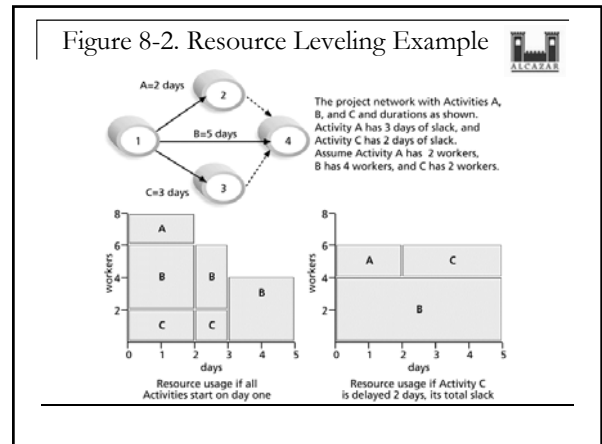 Figure 8-2. Resource Leveling Example
ALCAZAR
A=2 days
2
B=5 days
1
4
C=3 days
3
The project network with Activities A,
B, and C and durations as shown.
Activity A has 3 days of slack, and
Activity C has 2 days of slack.
Assume Activity A has 2 workers,
B has 4 workers, and C has 2 workers.
8
6
4
2
workers
A
B
B
B
C
C
0 1 2 3 4 5
days
Resource usage if all
Activities start on day one
8
6
4
2
workers
A
C
B
0 1 2 3 4 5
days
Resource usage if Activity C
is delayed 2 days, its total slack